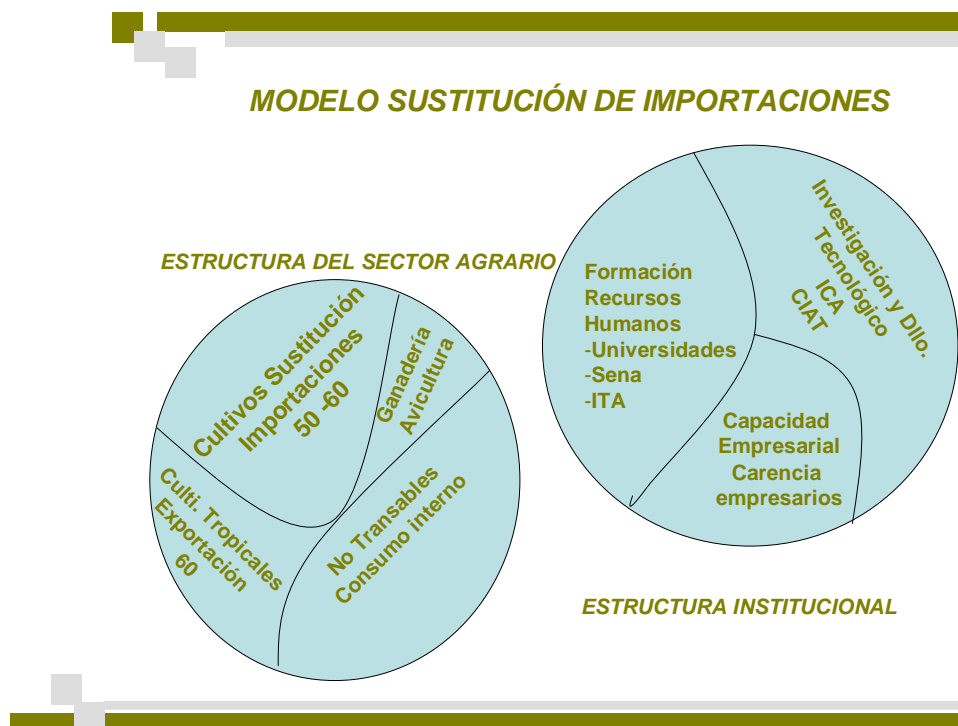 MODELO SUSTITUCIÓN DE IMPORTACIONES
ESTRUCTURA DEL SECTOR AGRARIO
Cultivos Sustitución
Importaciones
50 -60
Ganadería
Avicultura
Culti. Tropicales
Exportación
60
No Transables
Consumo interno
Formación
Recursos
Humanos
-Universidades
-Sena
-ITA
Investigación y Dllo.
Tecnológico
ICA
CIAT
Capacidad
Empresarial
Carencia
empresarios
ESTRUCTURA INSTITUCIONAL